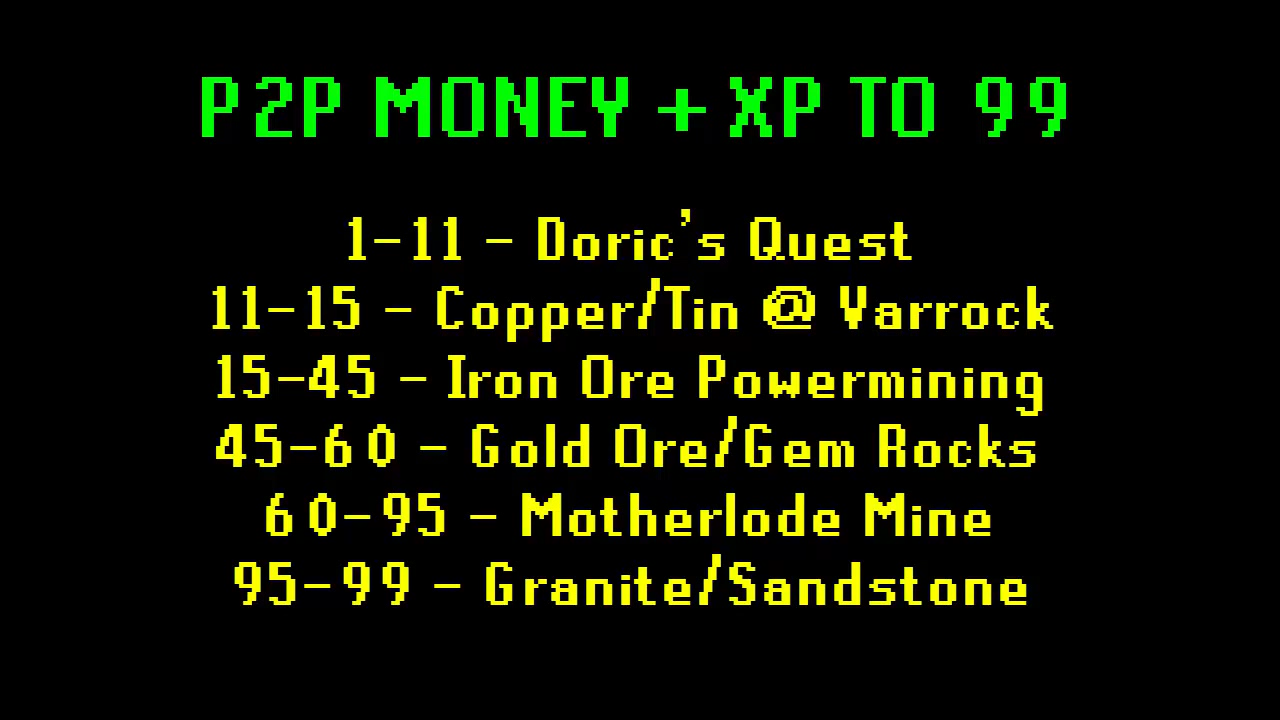 P2P MONEY + XP TO 99
1-11 - Doric's Quest
11-15 - Copper/Tin @ Varrock
15-45 - Iron Ore Powermining
45-60 - Gold Ore/Gem Rocks
60-95 - Motherlode Mine
95-99 - Granite/Sandstone